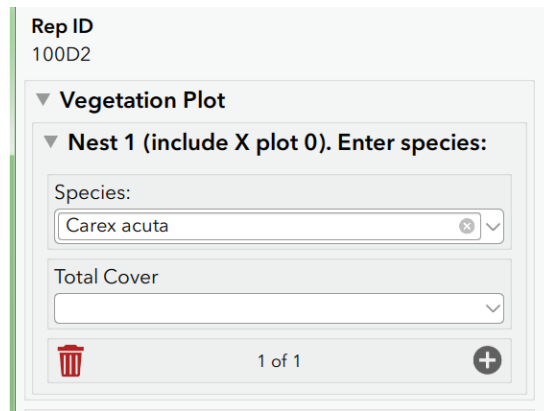 Rep ID
100D2
Vegetation Plot
Nest 1 (include X plot 0). Enter species:
Species:
Carex acuta
Total Cover
1 of 1